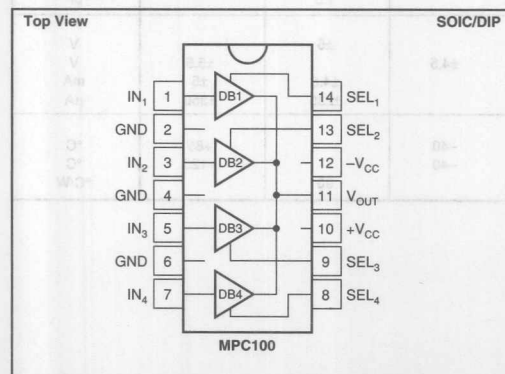 Top View SOIC/DIP
IN1 1 DB1 14 SEL1
GND 2 13 SEL2
IN2 3 DB2 12 –VCC
GND 4 11 VOUT
IN3 5 DB3 10 +VCC
GND 6 9 SEL3
IN4 7 DB4 8 SEL4
MPC100